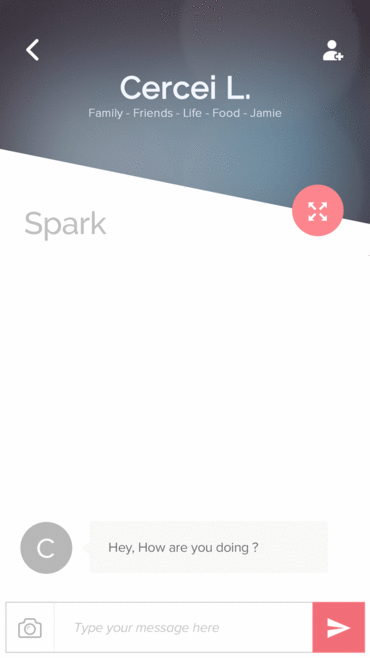 Cercei L.
Family - Friends - Life - Food - Jamie
Spark
C
Hey, How are you doing ?
Type your message here